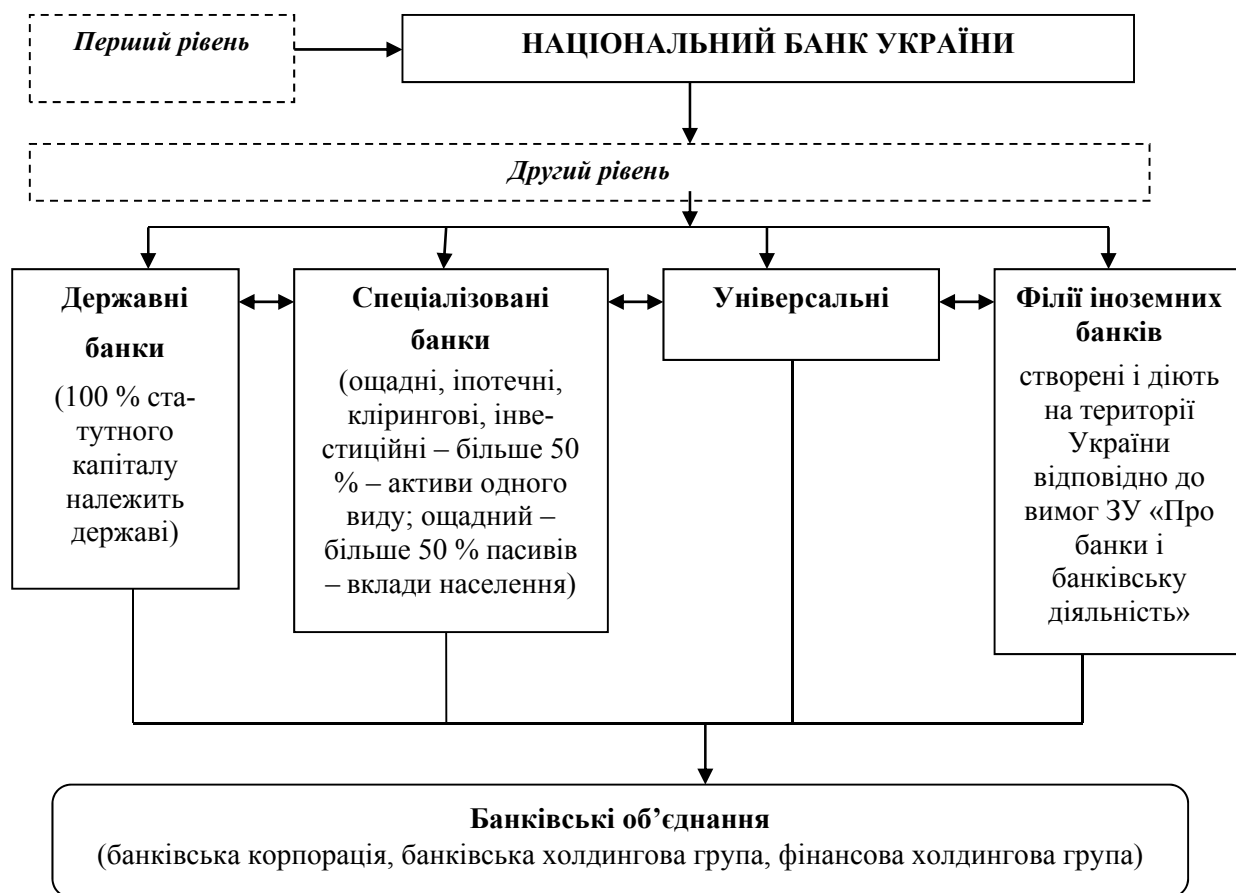 Перший рівень
НАЦІОНАЛЬНИЙ БАНК УКРАЇНИ
Другий рівень
Державні
банки
(100 % ста-
тутного
капіталу
належить
державі)
Спеціалізовані
банки
(ощадні, іпотечні,
клірингові, інве-
стиційні – більше 50
% – активи одного
виду; ощадний –
більше 50 % пасивів
– вклади населення)
Універсальні
Філії іноземних
банків
створені і діють
на території
України
відповідно до
вимог ЗУ «Про
банки і
банківську
діяльність»
Банківські об’єднання
(банківська корпорація, банківська холдингова група, фінансова холдингова група)